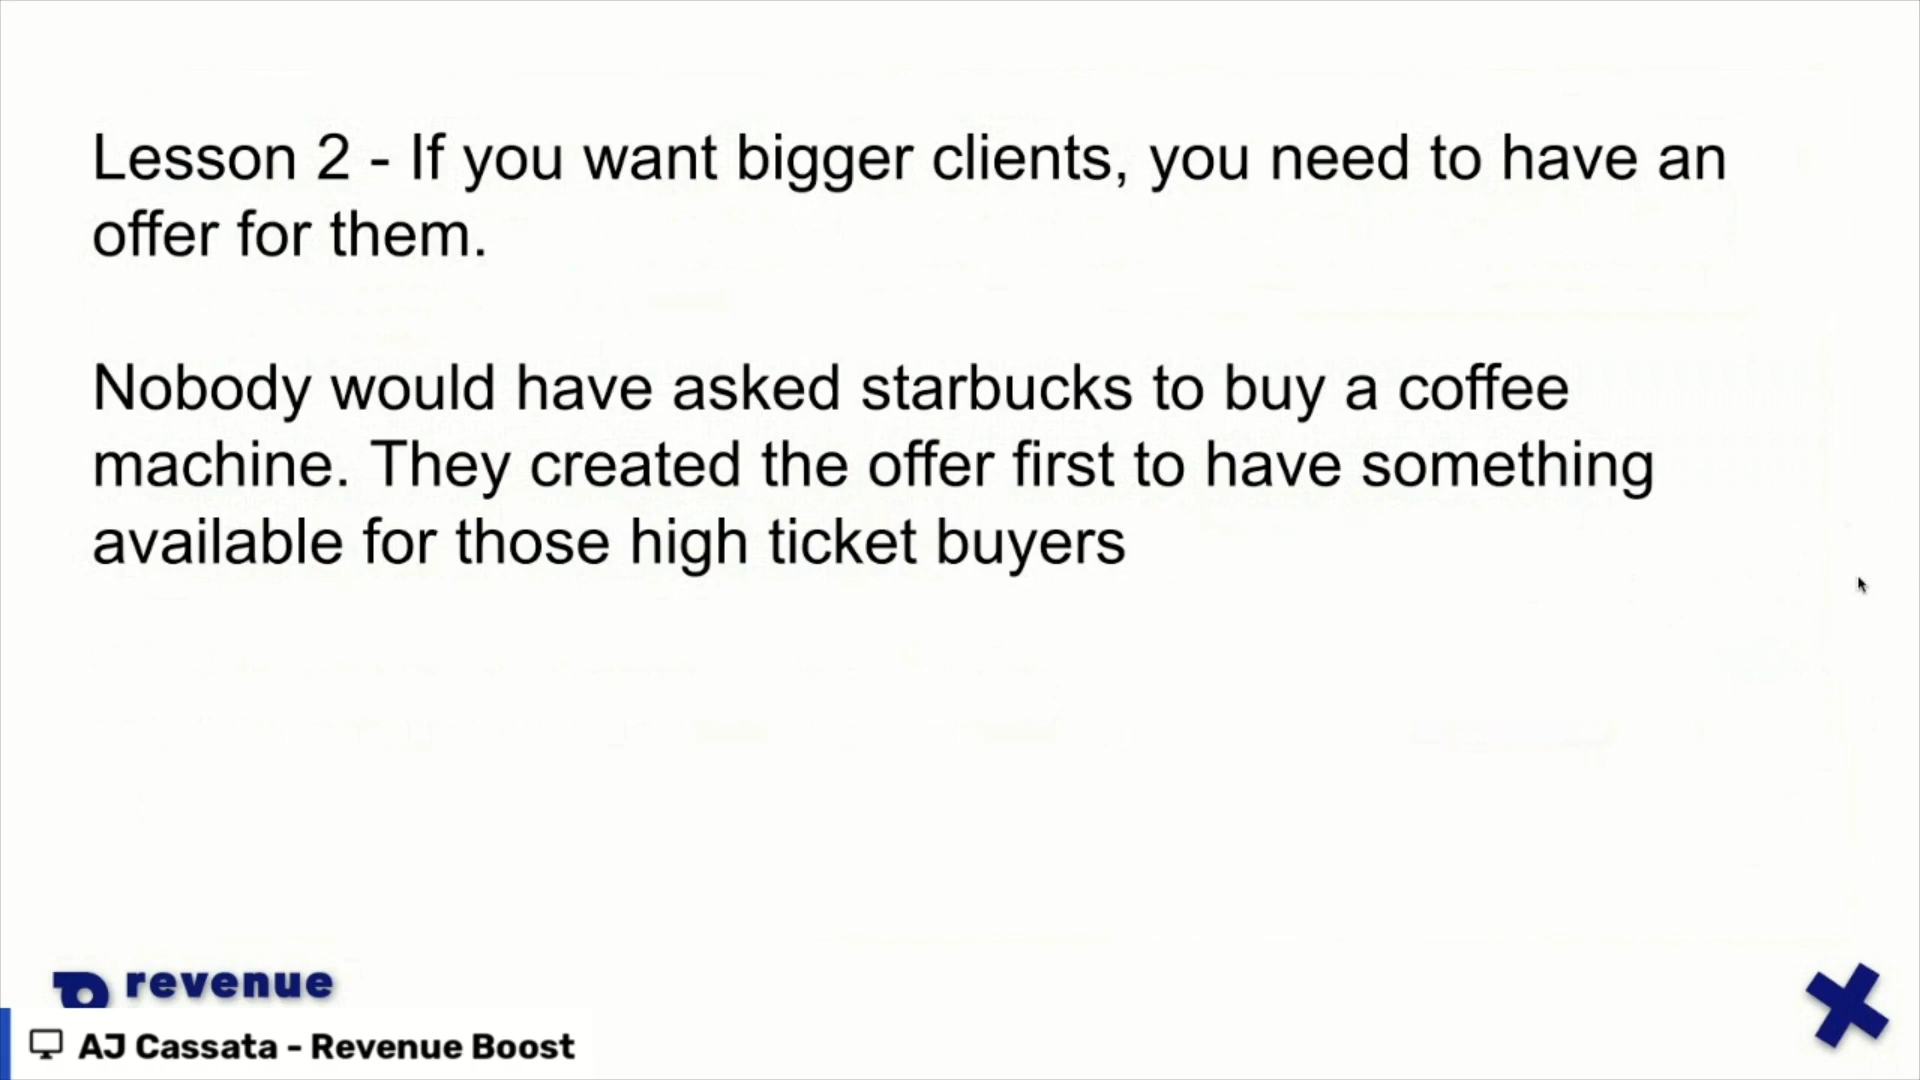 Lesson 2 - If you want bigger clients, you need to have an
offer for them.
Nobody would have asked starbucks to buy a coffee
machine. They created the offer first to have something
available for those high ticket buyers
revenue
AJ Cassata - Revenue Boost